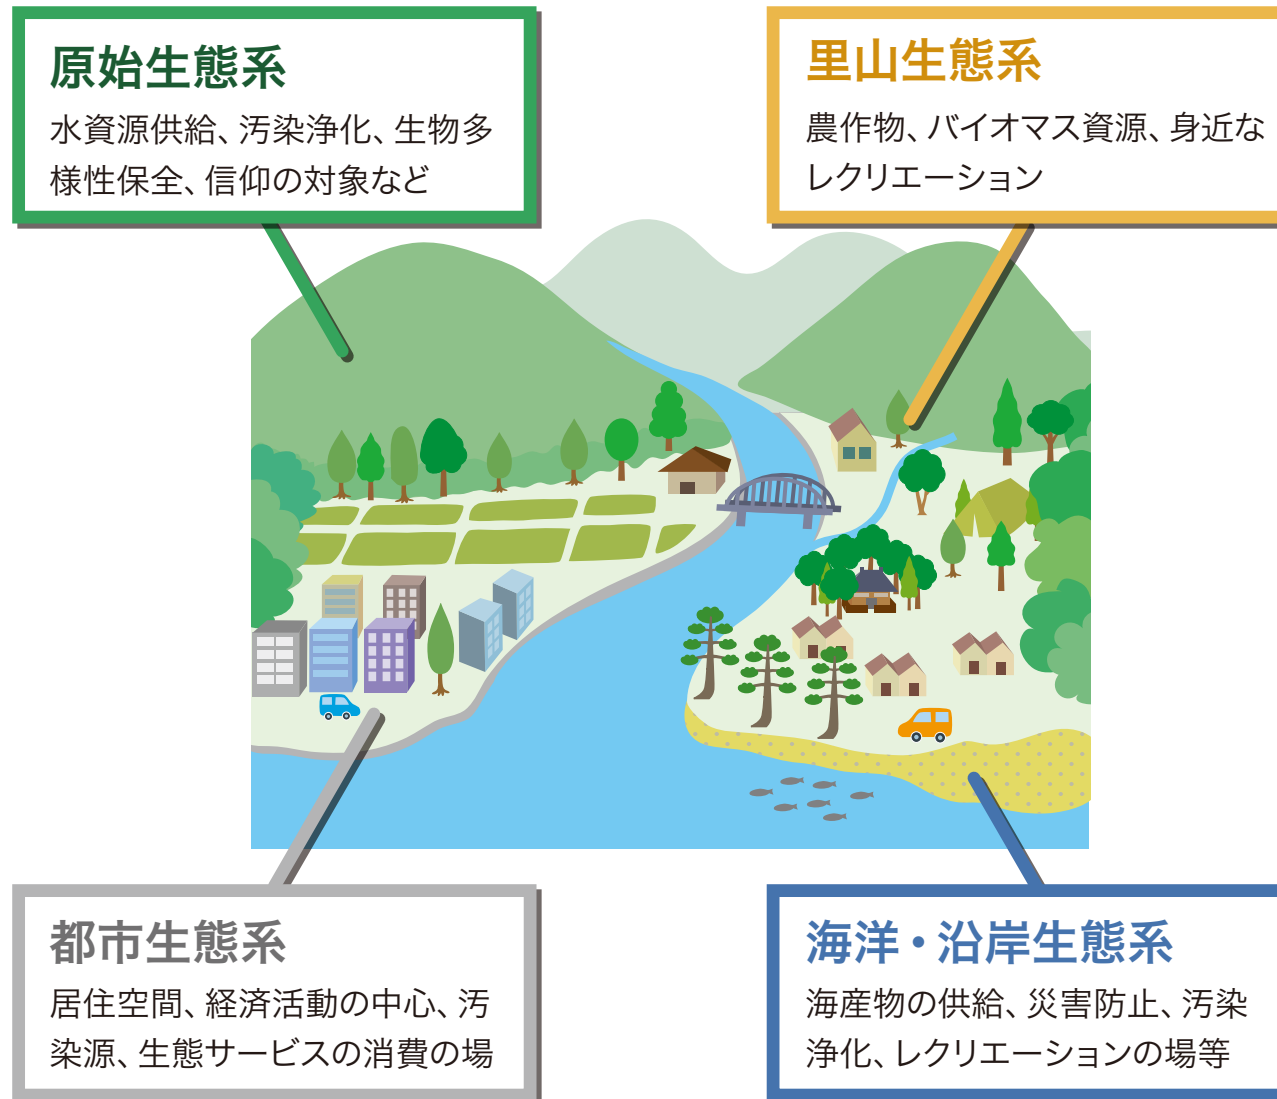 原始生態系
水資源供給、汚染浄化、生物多
様性保全、信仰の対象など
里山生態系
農作物、バイオマス資源、身近な
レクリエーション
都市生態系
居住空間、経済活動の中心、汚
染源、生態サービスの消費の場
海洋・沿岸生態系
海産物の供給、災害防止、汚染
浄化、レクリエーションの場等